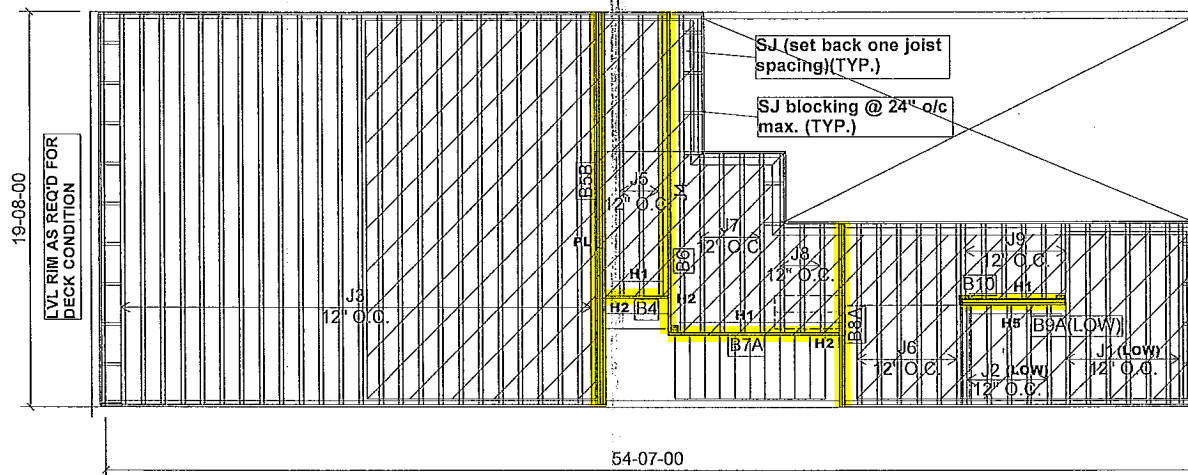 SJ (set back one joist
spacing)(TYP.)
SJ blocking @ 24" o/c
max. (TYP.)
19-08-00
LVL RIM AS REQ'D FOR
DECK CONDITION
B5B
J5
12" O.C.
J4
J7
12" O.C.
J9
12" O.C.
PL
B6
J8
12" O.C.
H1
B10
H1
J3
12" O.C.
H2
B4
H2
H1
B7A
H2
B8A
H5
B9A(LOW)
J6
12" O.C.
J1 (LOW)
12" O.C.
J2 (LOW)
12" O.C.
54-07-00